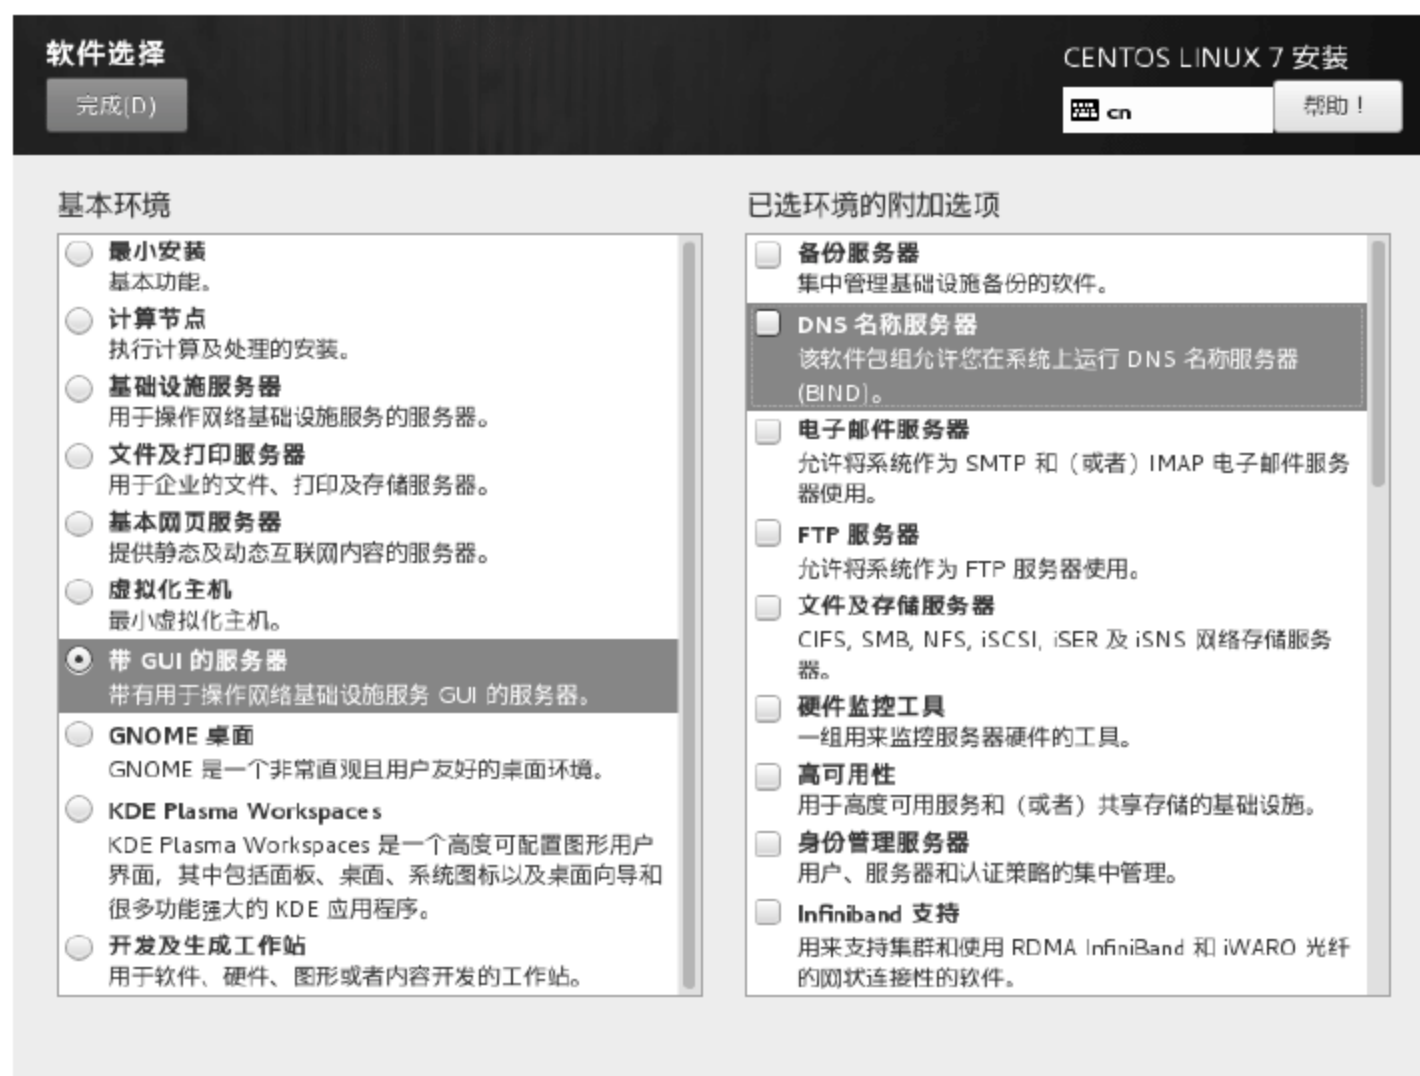 软件选择
完成(D)
CENTOS LINUX 7 安装
cn
帮助！
基本环境
最小安装
基本功能。
计算节点
执行计算及处理的安装。
基础设施服务器
用于操作网络基础设施服务的服务器。
文件及打印服务器
用于企业的文件、打印及存储服务器。
基本网页服务器
提供静态及动态互联网内容的服务器。
虚拟化主机
最小虚拟化主机。
带 GUI 的服务器
带有用于操作网络基础设施服务 GUI 的服务器。
GNOME 桌面
GNOME 是一个非常直观且用户友好的桌面环境。
KDE Plasma Workspaces
KDE Plasma Workspaces 是一个高度可配置图形用户
界面，其中包括面板、桌面、系统图标以及桌面向导和
很多功能强大的 KDE 应用程序。
开发及生成工作站
用于软件、硬件、图形或者内容开发的工作站。
已选环境的附加选项
备份服务器
集中管理基础设施备份的软件。
DNS 名称服务器
该软件包组允许您在系统上运行 DNS 名称服务器
(BIND)。
电子邮件服务器
允许将系统作为 SMTP 和（或者）IMAP 电子邮件服务
器使用。
FTP 服务器
允许将系统作为 FTP 服务器使用。
文件及存储服务器
CIFS, SMB, NFS, iSCSI, iSER 及 iSNS 网络存储服务
器。
硬件监控工具
一组用来监控服务器硬件的工具。
高可用性
用于高度可用服务和（或者）共享存储的基础设施。
身份管理服务器
用户、服务器和认证策略的集中管理。
Infiniband 支持
用来支持集群和使用 RDMA InfiniBand 和 iWARO 光纤
的网状连接性的软件。